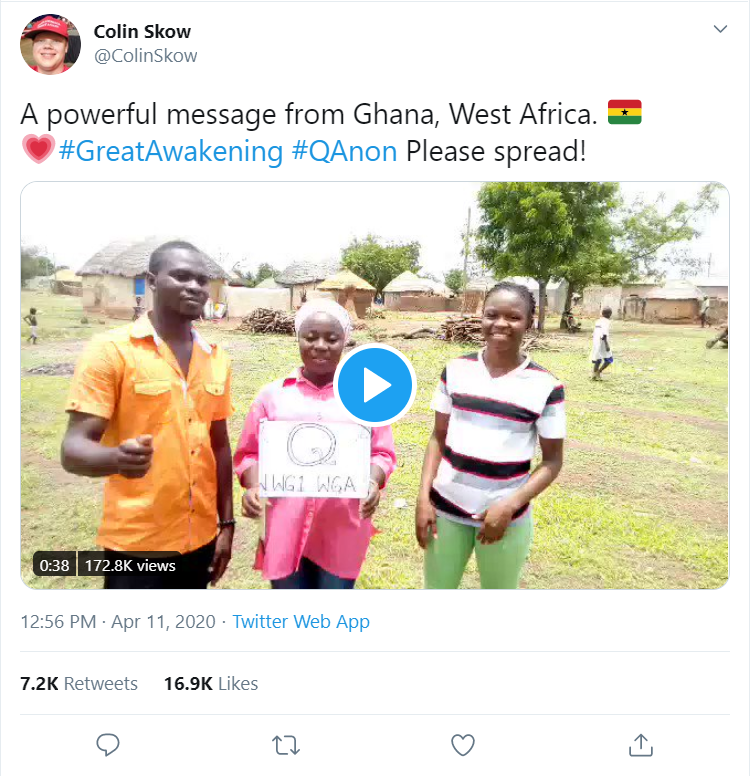 Colin Skow
@ColinSkow
A powerful message from Ghana, West Africa. 🇬🇭
💗#GreatAwakening #QAnon Please spread!
Q
WWG1 WGA
0:38 172.8K views
12:56 PM · Apr 11, 2020 · Twitter Web App
7.2K Retweets 16.9K Likes